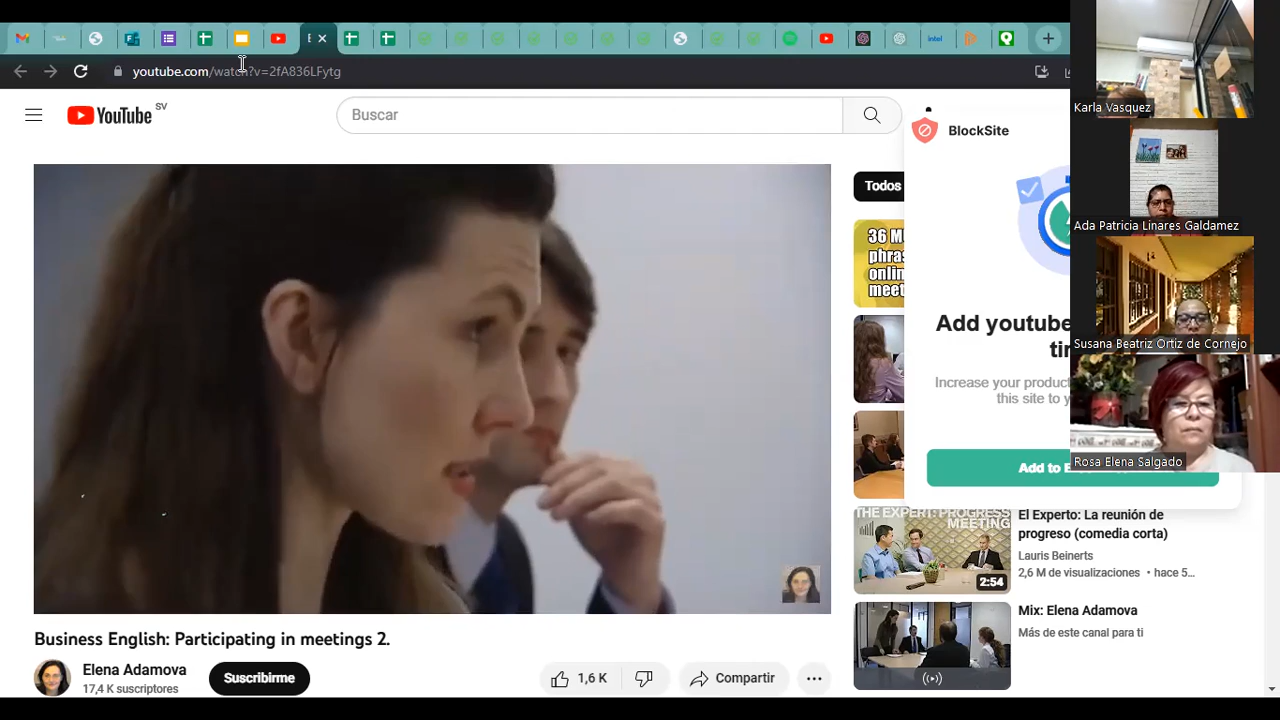 youtube.com/watch?v=2fA836LFytg
YouTube SV
Buscar
BlockSite
Todos
Add youtube
Increase your produc
this site to y
Add to
36 M
phras
onlin
meet
Karla Vasquez
Ada Patricia Linares Galdamez
Susana Beatriz Ortiz de Cornejo
Rosa Elena Salgado
THE EXPERT: PROGRESS
MEETING
2:54
El Experto: La reunión de
progreso (comedia corta)
Lauris Beinerts
2,6 M de visualizaciones • hace 5...
Mix: Elena Adamova
Más de este canal para ti
Business English: Participating in meetings 2.
Elena Adamova
17,4 K suscriptores
Suscribirme
1,6 K
Compartir
intel